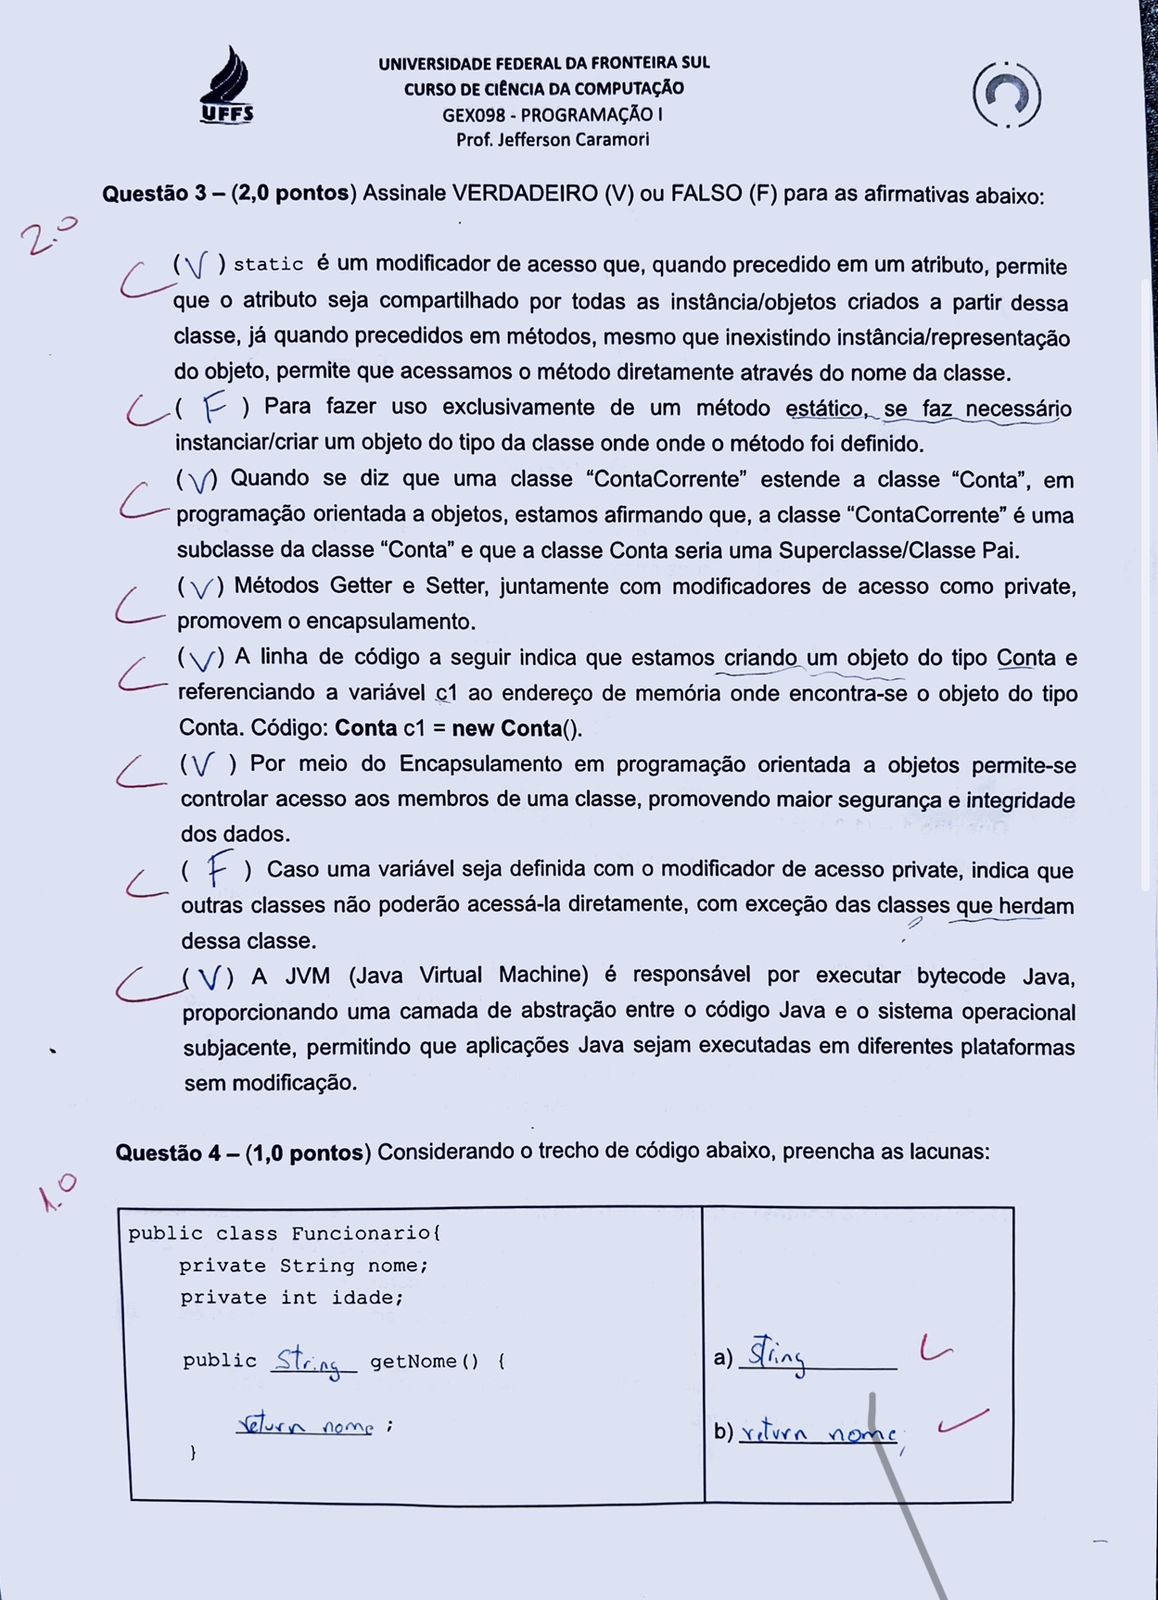 UNIVERSIDADE FEDERAL DA FRONTEIRA SUL
CURSO DE CIÊNCIA DA COMPUTAÇÃO
GEX098 - PROGRAMAÇÃO I
Prof. Jefferson Caramori
UFFS
Questão 3 – (2,0 pontos) Assinale VERDADEIRO (V) ou FALSO (F) para as afirmativas abaixo:
2.0
(V) static é um modificador de acesso que, quando precedido em um atributo, permite
que o atributo seja compartilhado por todas as instância/objetos criados a partir dessa
classe, já quando precedidos em métodos, mesmo que inexistindo instância/representação
do objeto, permite que acessamos o método diretamente através do nome da classe.
( F ) Para fazer uso exclusivamente de um método estático, se faz necessário
instanciar/criar um objeto do tipo da classe onde onde o método foi definido.
(V) Quando se diz que uma classe “ContaCorrente” estende a classe “Conta”, em
programação orientada a objetos, estamos afirmando que, a classe “ContaCorrente” é uma
subclasse da classe “Conta” e que a classe Conta seria uma Superclasse/Classe Pai.
(V) Métodos Getter e Setter, juntamente com modificadores de acesso como private,
promovem o encapsulamento.
(V) A linha de código a seguir indica que estamos criando um objeto do tipo Conta e
referenciando a variável c1 ao endereço de memória onde encontra-se o objeto do tipo
Conta. Código: Conta c1 = new Conta().
(V ) Por meio do Encapsulamento em programação orientada a objetos permite-se
controlar acesso aos membros de uma classe, promovendo maior segurança e integridade
dos dados.
( F ) Caso uma variável seja definida com o modificador de acesso private, indica que
outras classes não poderão acessá-la diretamente, com exceção das classes que herdam
dessa classe.
(V) A JVM (Java Virtual Machine) é responsável por executar bytecode Java,
proporcionando uma camada de abstração entre o código Java e o sistema operacional
subjacente, permitindo que aplicações Java sejam executadas em diferentes plataformas
sem modificação.
Questão 4 – (1,0 pontos) Considerando o trecho de código abaixo, preencha as lacunas:
1.0
public class Funcionario{
private String nome;
private int idade;
public String getNome() {
return nome ;
}
a) String
b) return nome;